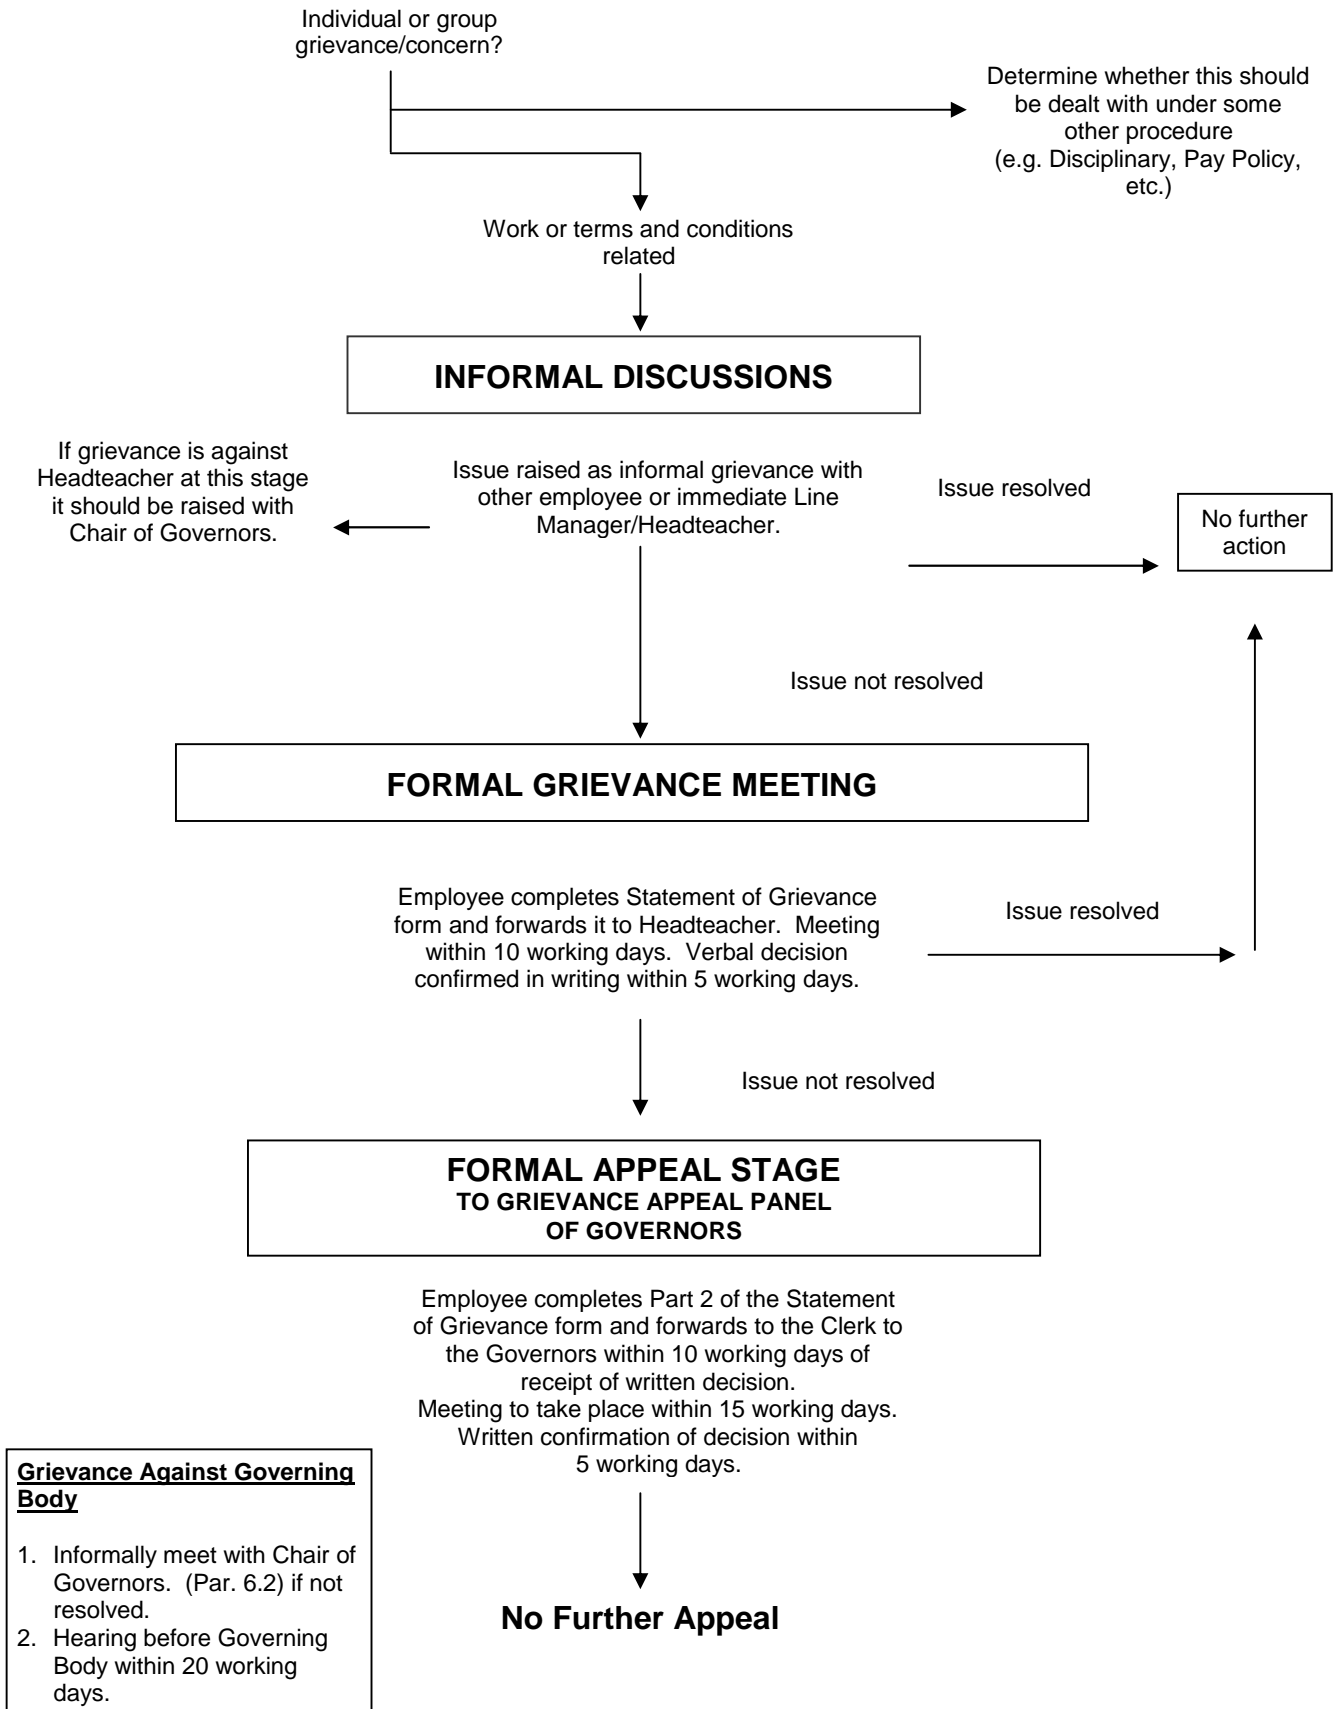 Individual or group
grievance/concern?
Determine whether this should
be dealt with under some
other procedure
(e.g. Disciplinary, Pay Policy,
etc.)
Work or terms and conditions
related
INFORMAL DISCUSSIONS
If grievance is against
Headteacher at this stage
it should be raised with
Chair of Governors.
Issue raised as informal grievance with
other employee or immediate Line
Manager/Headteacher.
Issue resolved
No further
action
Issue not resolved
FORMAL GRIEVANCE MEETING
Employee completes Statement of Grievance
form and forwards it to Headteacher.  Meeting
within 10 working days.  Verbal decision
confirmed in writing within 5 working days.
Issue resolved
Issue not resolved
FORMAL APPEAL STAGE
TO GRIEVANCE APPEAL PANEL
OF GOVERNORS
Employee completes Part 2 of the Statement
of Grievance form and forwards to the Clerk to
the Governors within 10 working days of
receipt of written decision.
Meeting to take place within 15 working days.
Written confirmation of decision within
5 working days.
Grievance Against Governing
Body
1. Informally meet with Chair of
Governors.  (Par. 6.2) if not
resolved.
2. Hearing before Governing
Body within 20 working
days.
No Further Appeal